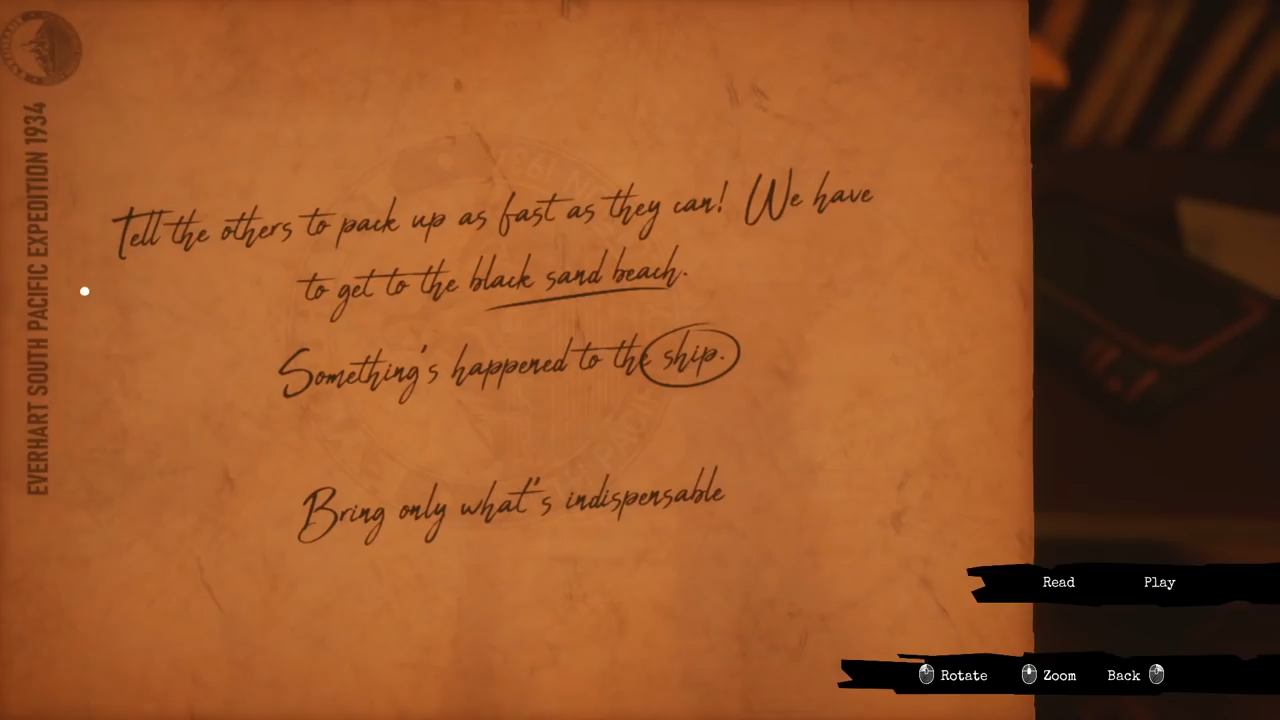 EVERHART SOUTH PACIFIC EXPEDITION 1934
Tell the others to pack up as fast as they can! We have
to get to the black sand beach.
Something's happened to the ship.
Bring only what's indispensable
Read Play
Rotate Zoom Back